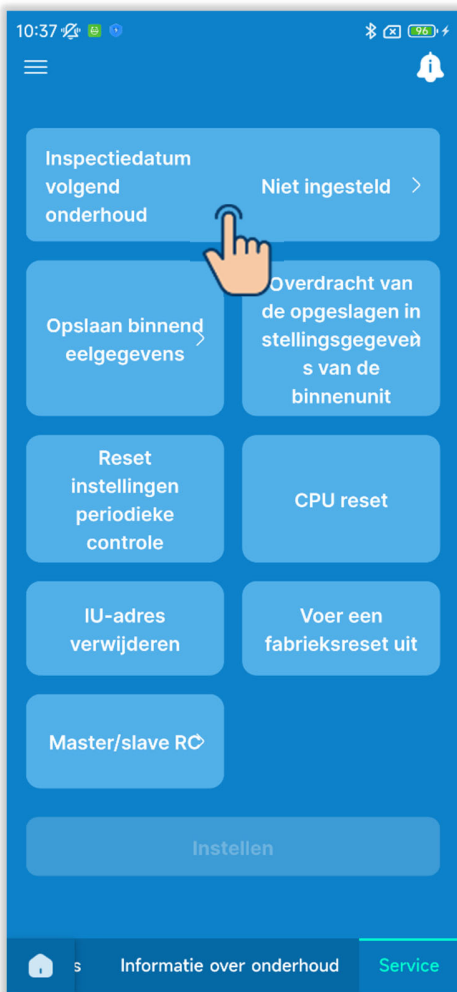 10:37
96
Inspectiedatum
volgend
onderhoud
Niet ingesteld
Opslaan binnend
eelgegevens
Overdracht van
de opgeslagen in
stellingsgegeven
s van de
binnenunit
Reset
instellingen
periodieke
controle
CPU reset
IU-adres
verwijderen
Voer een
fabrieksreset uit
Master/slave RC
Instellen
s
Informatie over onderhoud
Service